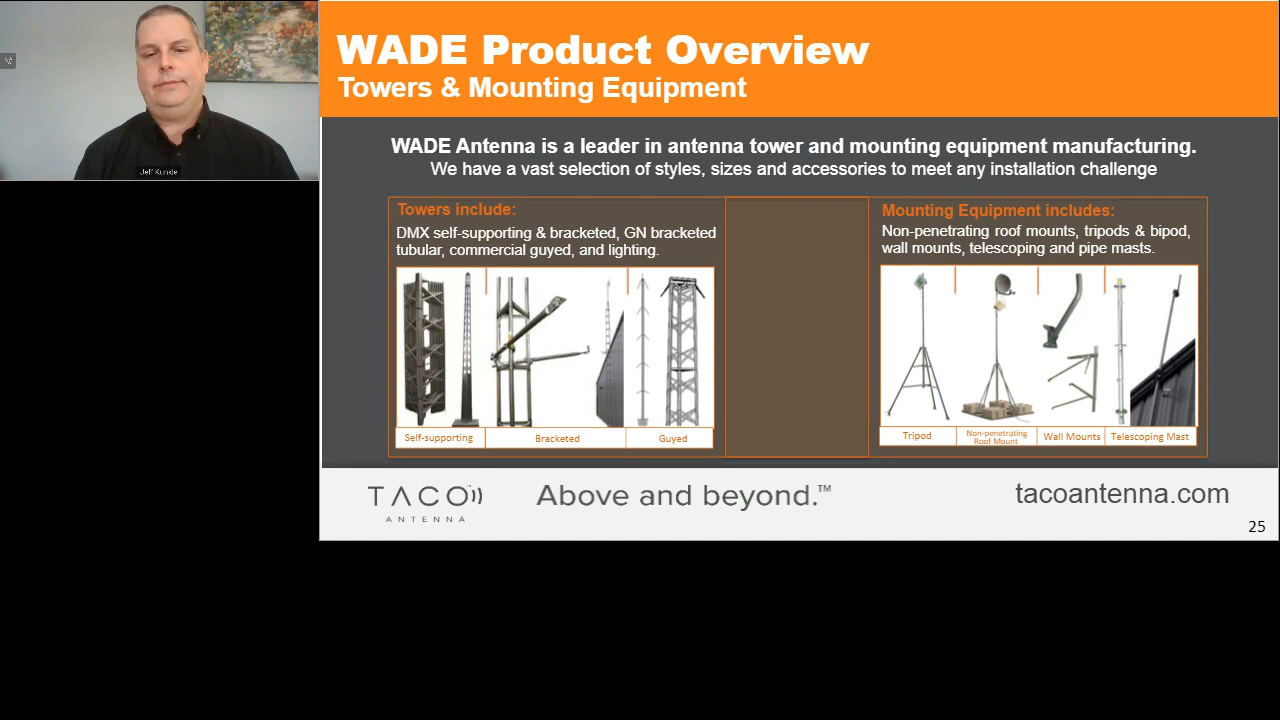 Jeff Kunkle
WADE Product Overview
Towers & Mounting Equipment
WADE Antenna is a leader in antenna tower and mounting equipment manufacturing.
We have a vast selection of styles, sizes and accessories to meet any installation challenge
Towers include:
DMX self-supporting & bracketed, GN bracketed
tubular, commercial guyed, and lighting.
Self-supporting
Bracketed
Guyed
Mounting Equipment includes:
Non-penetrating roof mounts, tripods & bipod,
wall mounts, telescoping and pipe masts.
Tripod
Non-penetrating
Roof Mount
Wall Mounts
Telescoping Mast
TACO
ANTENNA
Above and beyond.™
tacoantenna.com
25